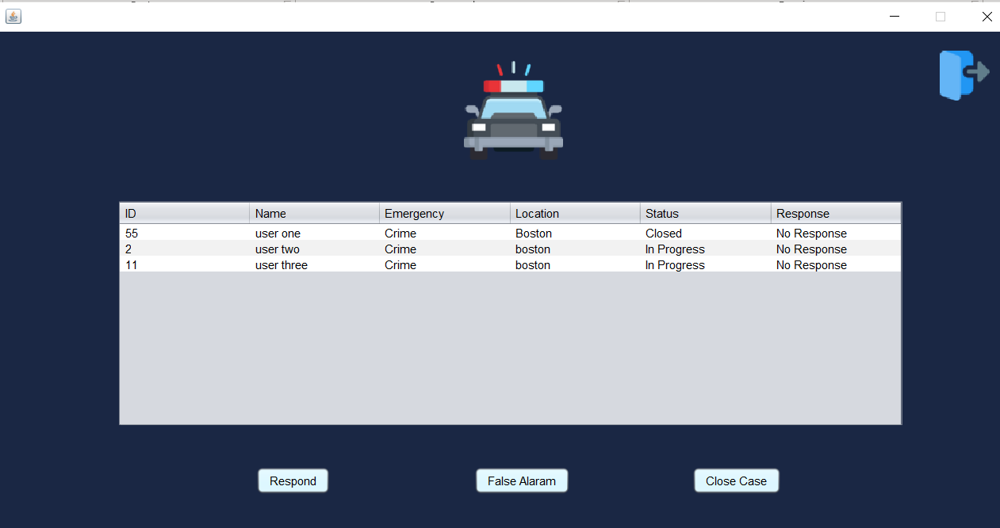 ID Name Emergency Location Status Response
55 user one Crime Boston Closed No Response
2 user two Crime boston In Progress No Response
11 user three Crime boston In Progress No Response
Respond False Alaram Close Case